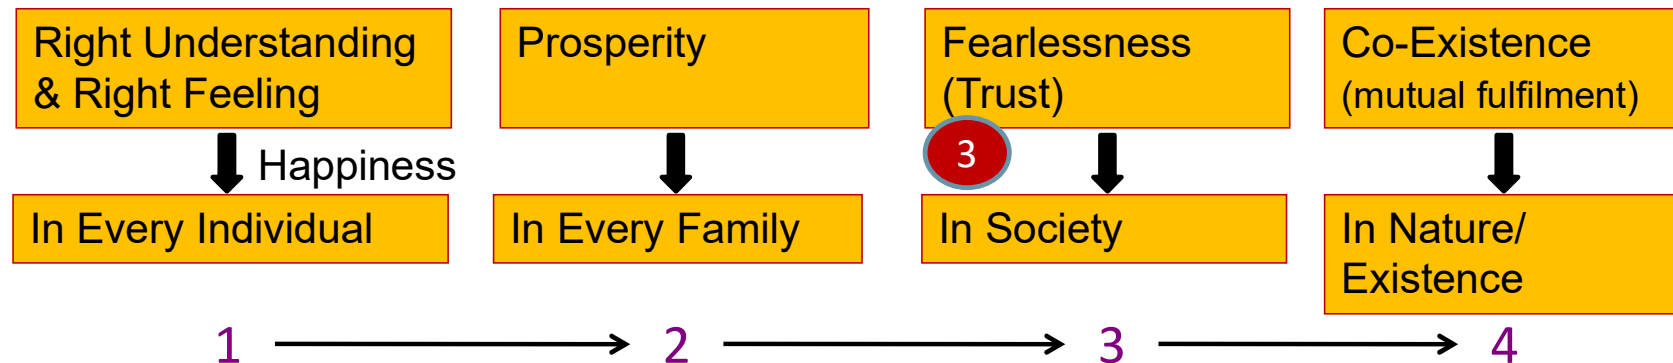 Right Understanding
& Right Feeling
Prosperity
Fearlessness
(Trust)
Co-Existence
(mutual fulfilment)
3
Happiness
In Every Individual
In Every Family
In Society
In Nature/
Existence
1
2
3
4